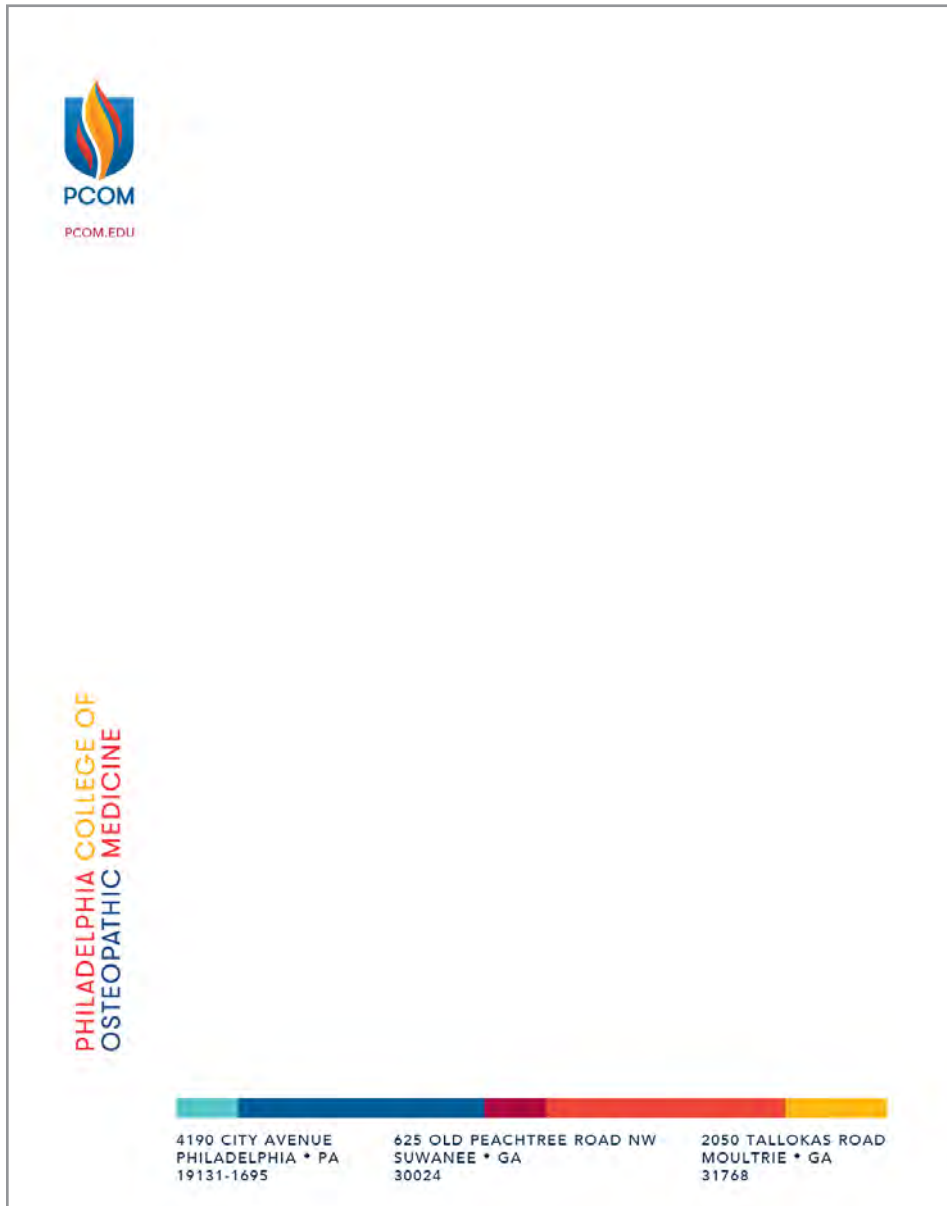 PCOM
PCOM.EDU
PHILADELPHIA COLLEGE OF
OSTEOPATHIC MEDICINE
4190 CITY AVENUE
PHILADELPHIA • PA
19131-1695
625 OLD PEACHTREE ROAD NW
SUWANEE • GA
30024
2050 TALLOKAS ROAD
MOULTRIE • GA
31768